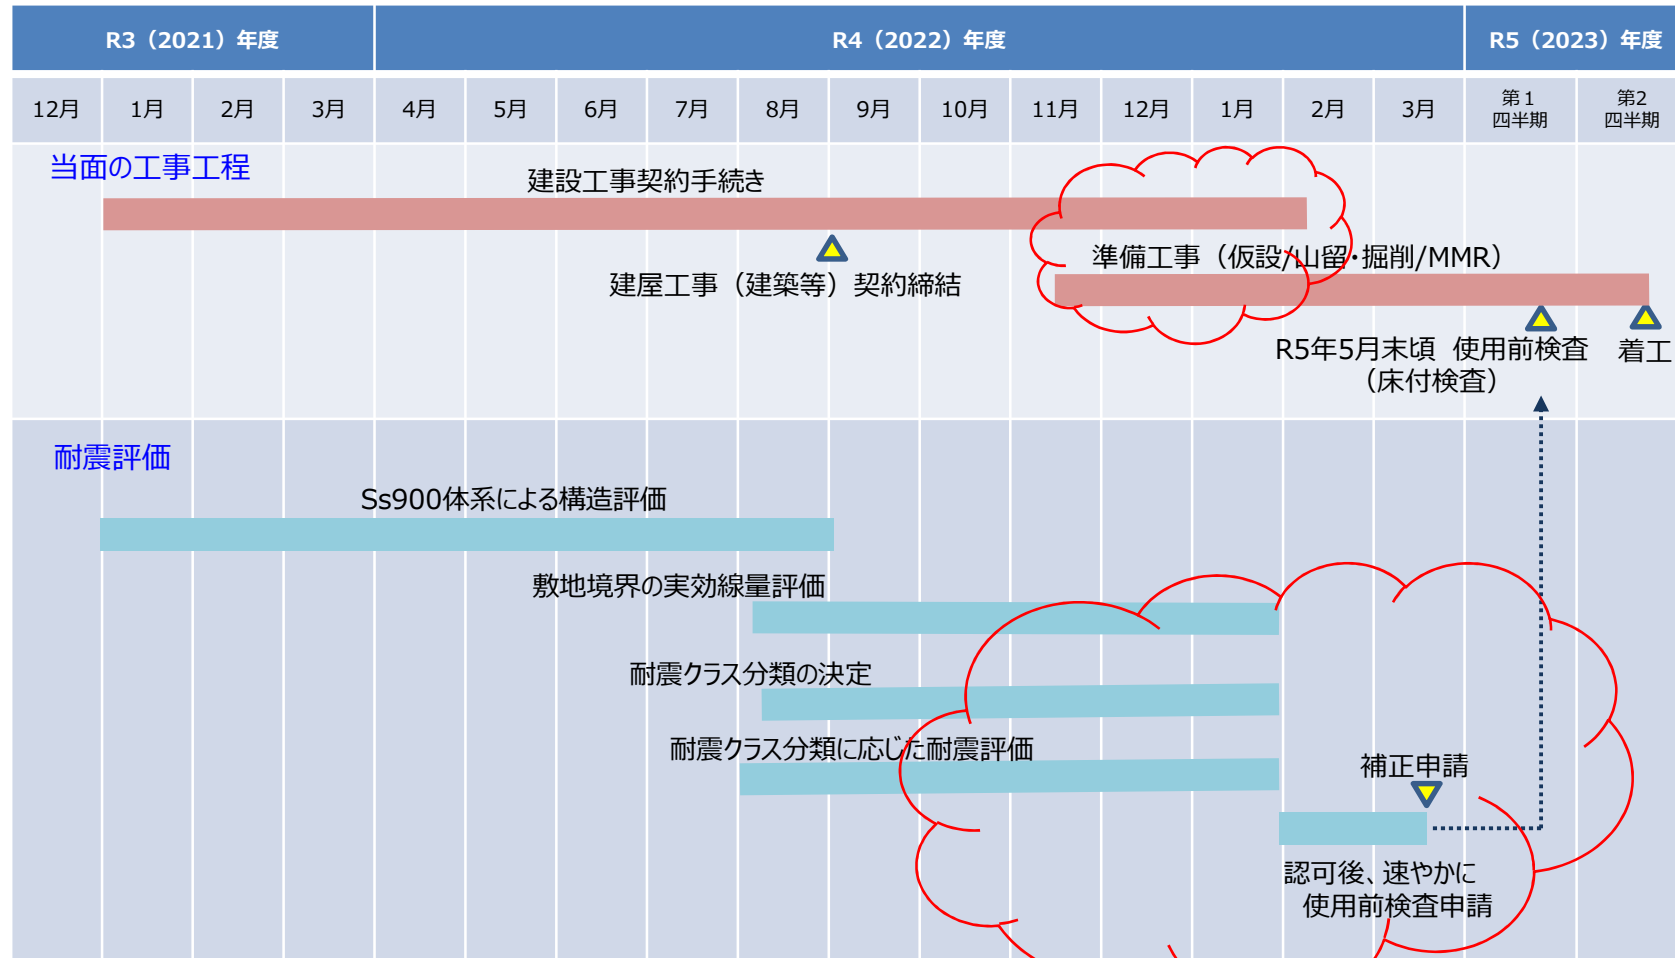 R3（2021）年度
R4（2022）年度
R5（2023）年度
12月
1月
2月
3月
4月
5月
6月
7月
8月
9月
10月
11月
12月
1月
2月
3月
第１
四半期
第2
四半期
当面の工事工程
建設工事契約手続き
建屋工事（建築等）契約締結
準備工事（仮設/山留・掘削/MMR）
R5年5月末頃 使用前検査
（床付検査）
着工
耐震評価
Ss900体系による構造評価
敷地境界の実効線量評価
耐震クラス分類の決定
耐震クラス分類に応じた耐震評価
補正申請
認可後、速やかに
使用前検査申請